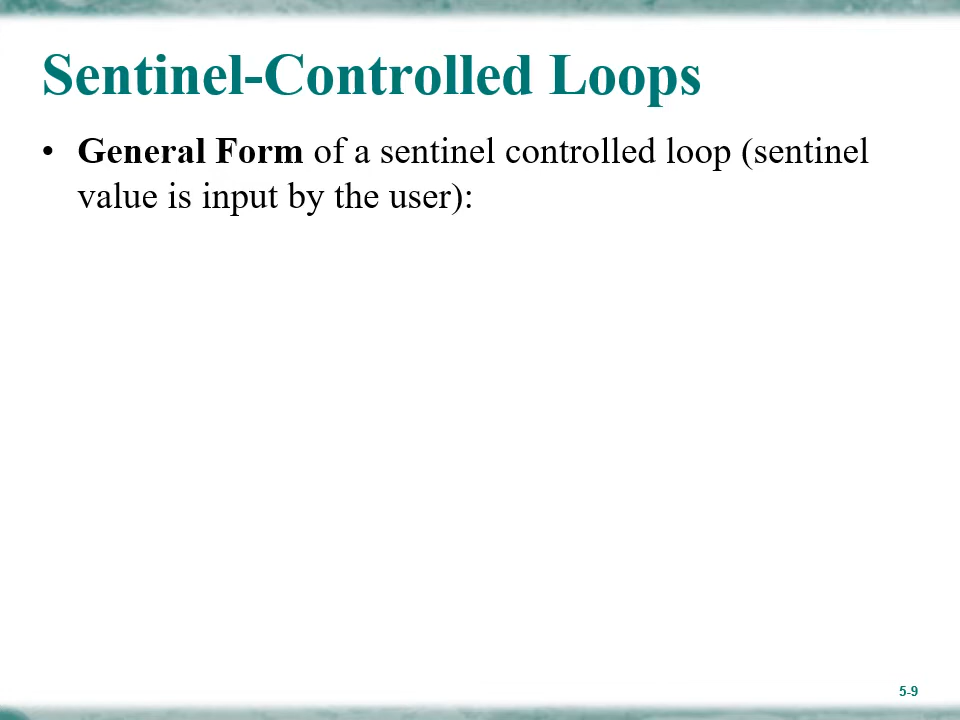 Sentinel-Controlled Loops
• General Form of a sentinel controlled loop (sentinel
value is input by the user):
5-9